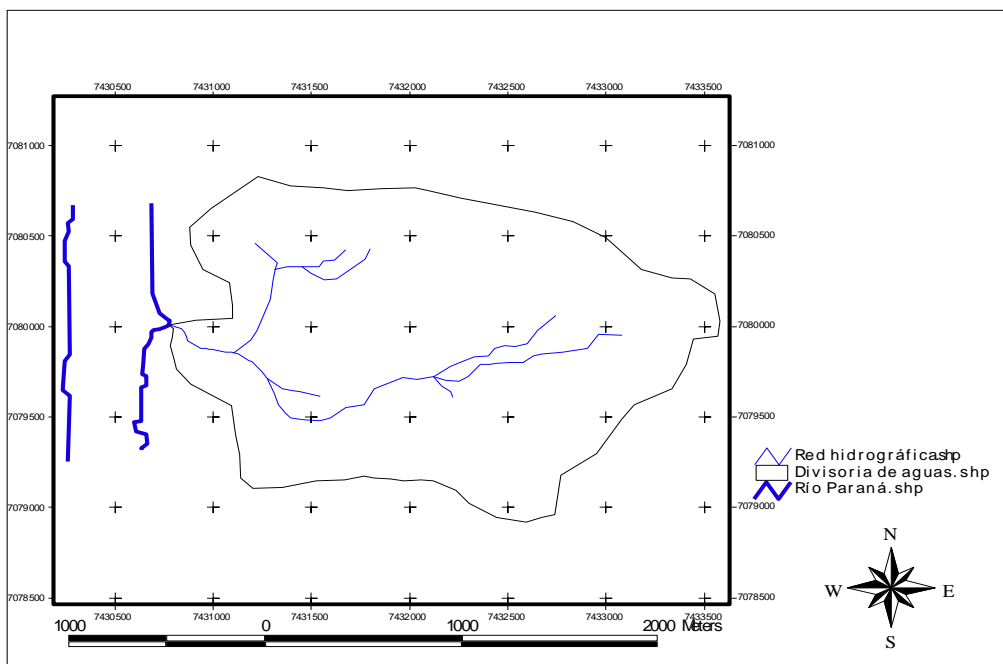 7430500 7431000 7431500 7432000 7432500 7433000 7433500
7081000 7081000
7080500 7080500
7080000 7080000
7079500 7079500
7079000 7079000
7078500 7078500
7430500 7431000 7431500 7432000 7432500 7433000 7433500
Red hidrográfica.shp
Divisoria de aguas.shp
Río Paraná.shp
N
W E
S
1000 0 1000 2000 Meters